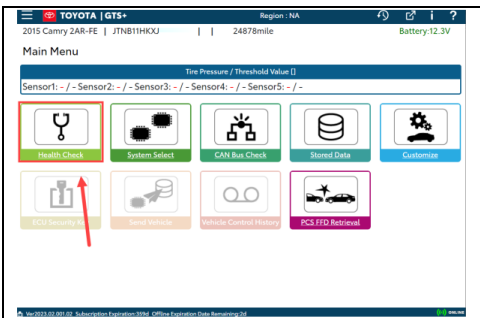 TOYOTA | GTS+ Region : NA ?
2015 Camry 2AR-FE | JTNB11HKXJ | | 24878mile Battery:12.3V
Main Menu
Tire Pressure / Threshold Value []
Sensor1: - / - Sensor2: - / - Sensor3: - / - Sensor4: - / - Sensor5: - / -
Health Check System Select CAN Bus Check Stored Data Customize
ECU Security Key Send Vehicle Vehicle Control History PCS FFD Retrieval
Ver2023.02.001.02 Subscription Expiration:359d Offline Expiration Date Remaining:2d ONLINE